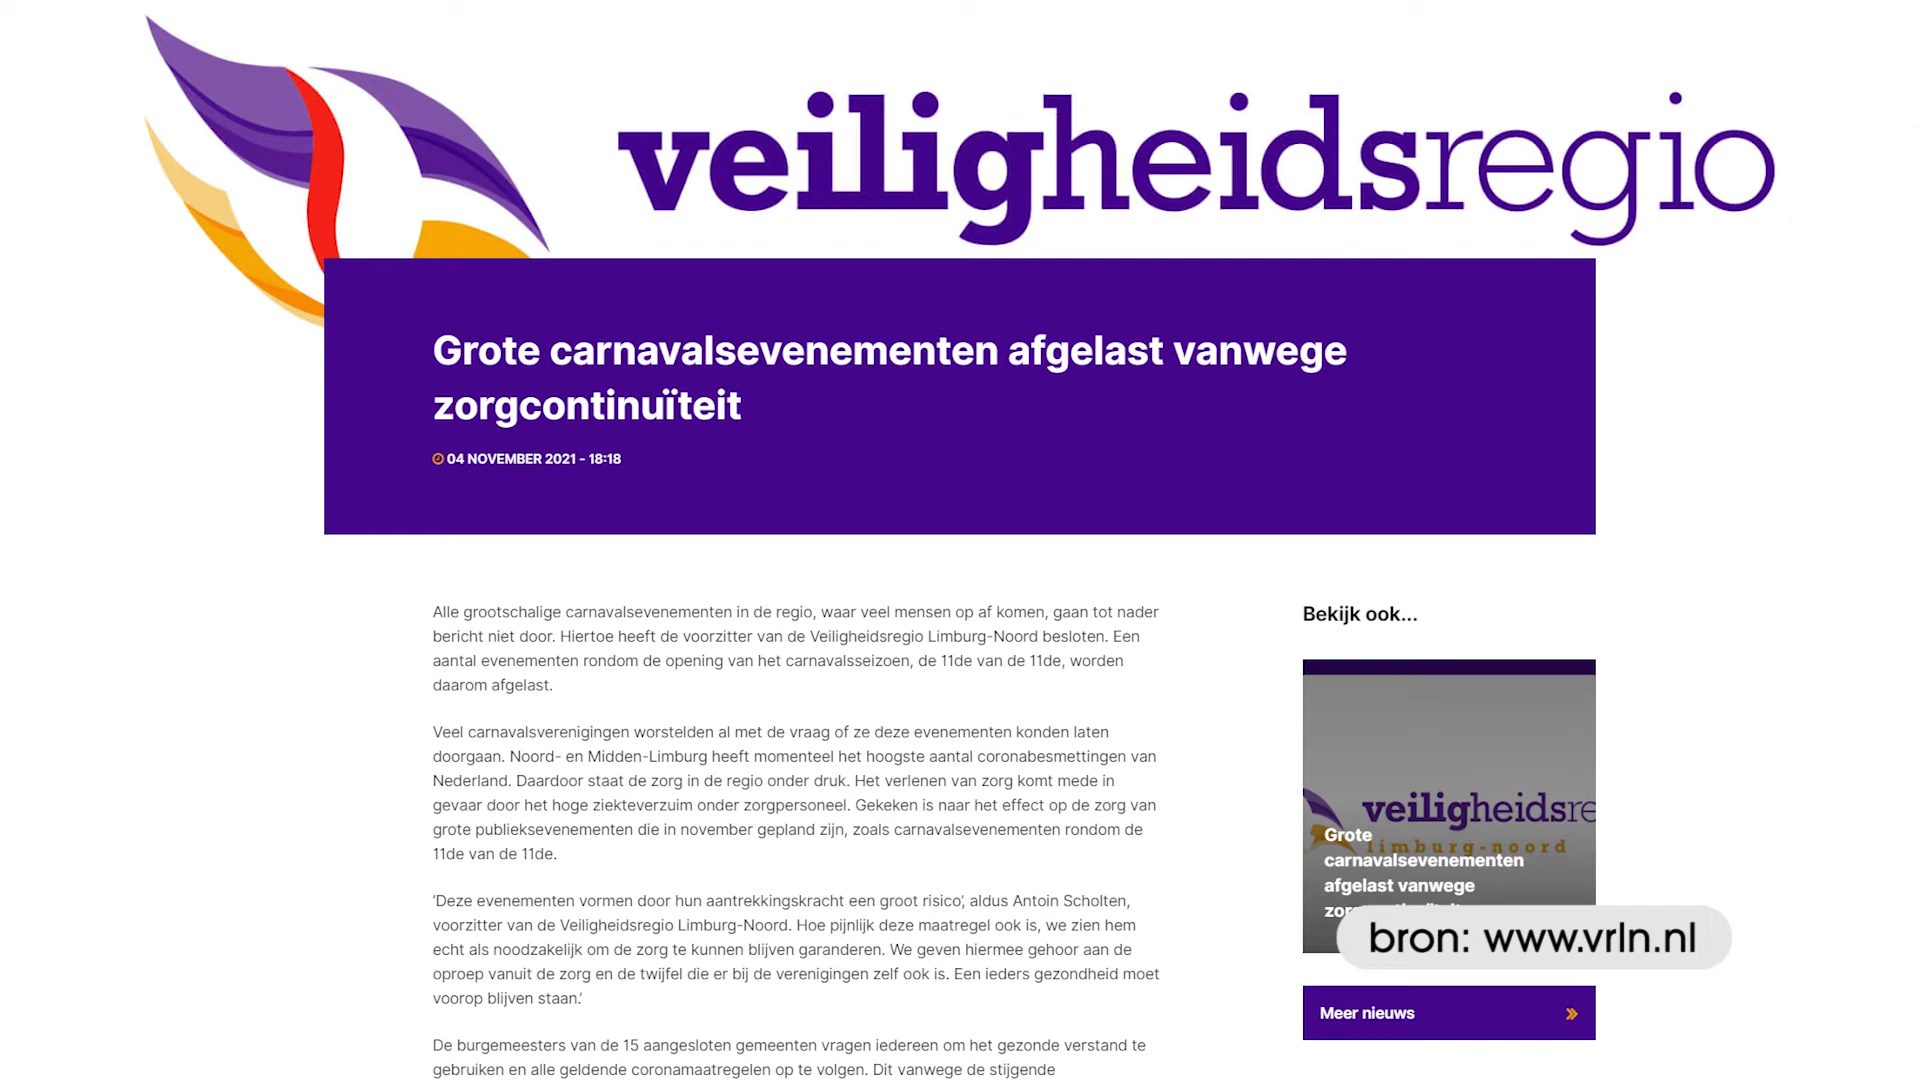 veiligheidsregio
Grote carnavalsevenementen afgelast vanwege
zorgcontinuïteit
04 NOVEMBER 2021 - 18:18
Alle grootschalige carnavalsevenementen in de regio, waar veel mensen op af komen, gaan tot nader
bericht niet door. Hiertoe heeft de voorzitter van de Veiligheidsregio Limburg-Noord besloten. Een
aantal evenementen rondom de opening van het carnavalsseizoen, de 11de van de 11de, worden
daarom afgelast.
Veel carnavalsverenigingen worstelden al met de vraag of ze deze evenementen konden laten
doorgaan. Noord- en Midden-Limburg heeft momenteel het hoogste aantal coronabesmettingen van
Nederland. Daardoor staat de zorg in de regio onder druk. Het verlenen van zorg komt mede in
gevaar door het hoge ziekteverzuim onder zorgpersoneel. Gekeken is naar het effect op de zorg van
grote publieksevenementen die in november gepland zijn, zoals carnavalsevenementen rondom de
11de van de 11de.
‘Deze evenementen vormen door hun aantrekkingskracht een groot risico’, aldus Antoin Scholten,
voorzitter van de Veiligheidsregio Limburg-Noord. Hoe pijnlijk deze maatregel ook is, we zien hem
echt als noodzakelijk om de zorg te kunnen blijven garanderen. We geven hiermee gehoor aan de
oproep vanuit de zorg en de twijfel die er bij de verenigingen zelf ook is. Een ieders gezondheid moet
voorop blijven staan.’
De burgemeesters van de 15 aangesloten gemeenten vragen iedereen om het gezonde verstand te
gebruiken en alle geldende coronamaatregelen op te volgen. Dit vanwege de stijgende
Bekijk ook...
veiligheidsre
limburg-noord
Grote
carnavalsevenementen
afgelast vanwege
bron: www.vrln.nl
Meer nieuws